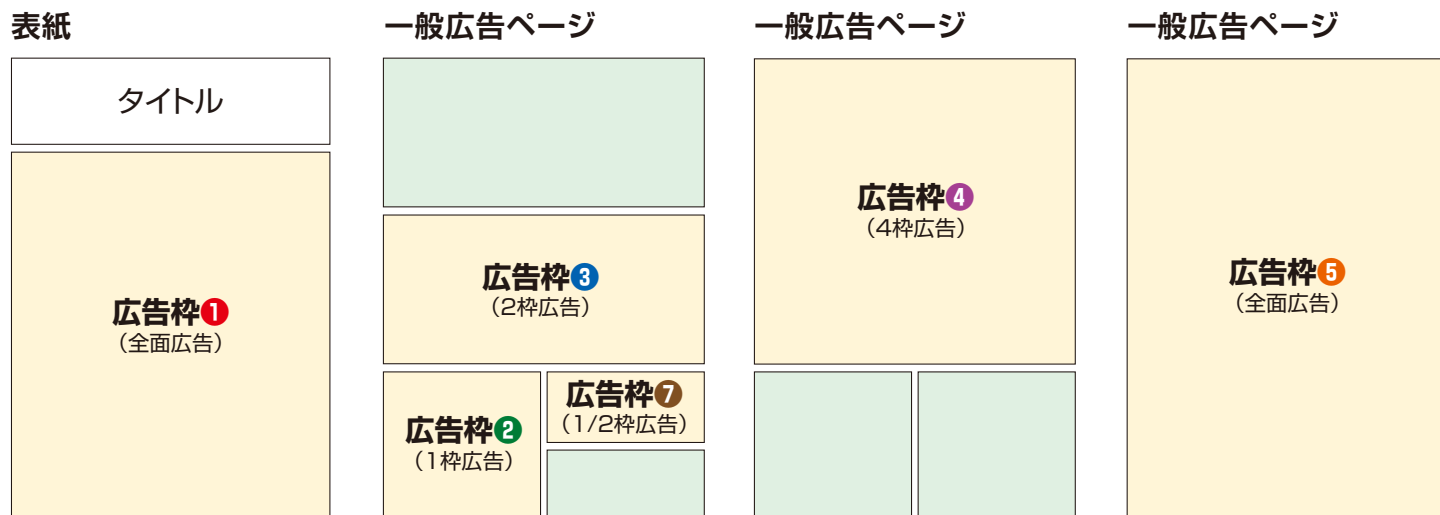 表紙
タイトル
広告枠❶
（全面広告）
一般広告ページ
広告枠❸
（2枠広告）
広告枠❷
（1枠広告）
広告枠❼
（1/2枠広告）
一般広告ページ
広告枠❹
（4枠広告）
一般広告ページ
広告枠❺
（全面広告）